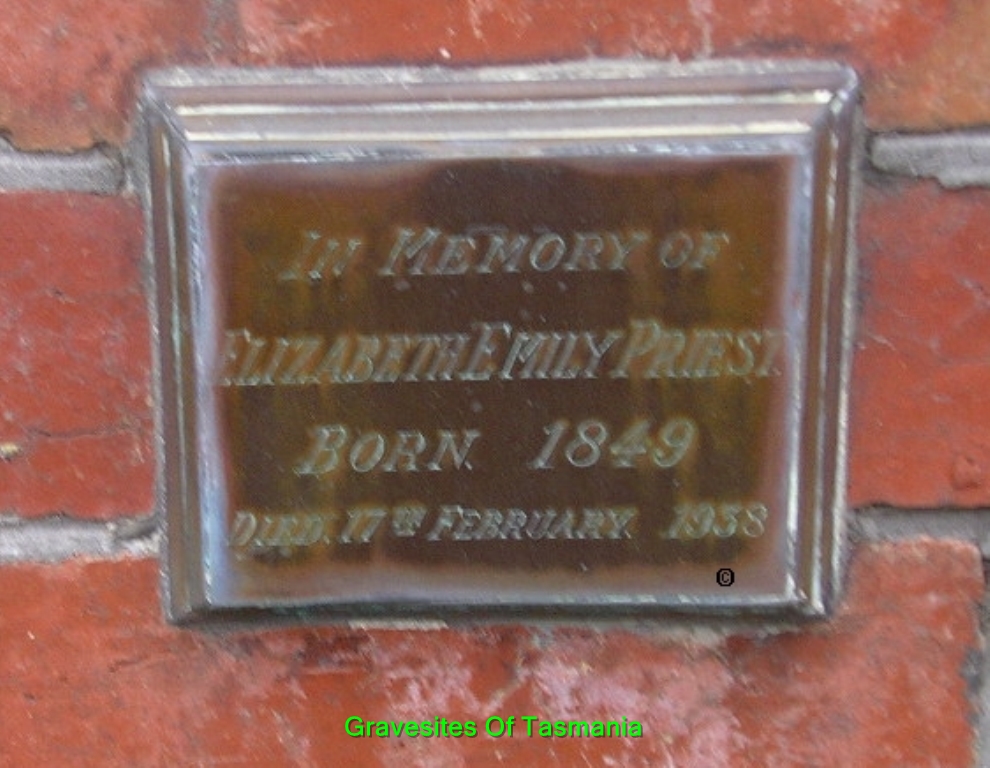 IN MEMORY OF
ELIZABETH EMILY PRIEST.
BORN. 1849
DIED. 17TH FEBRUARY. 1938
©
Gravesites Of Tasmania